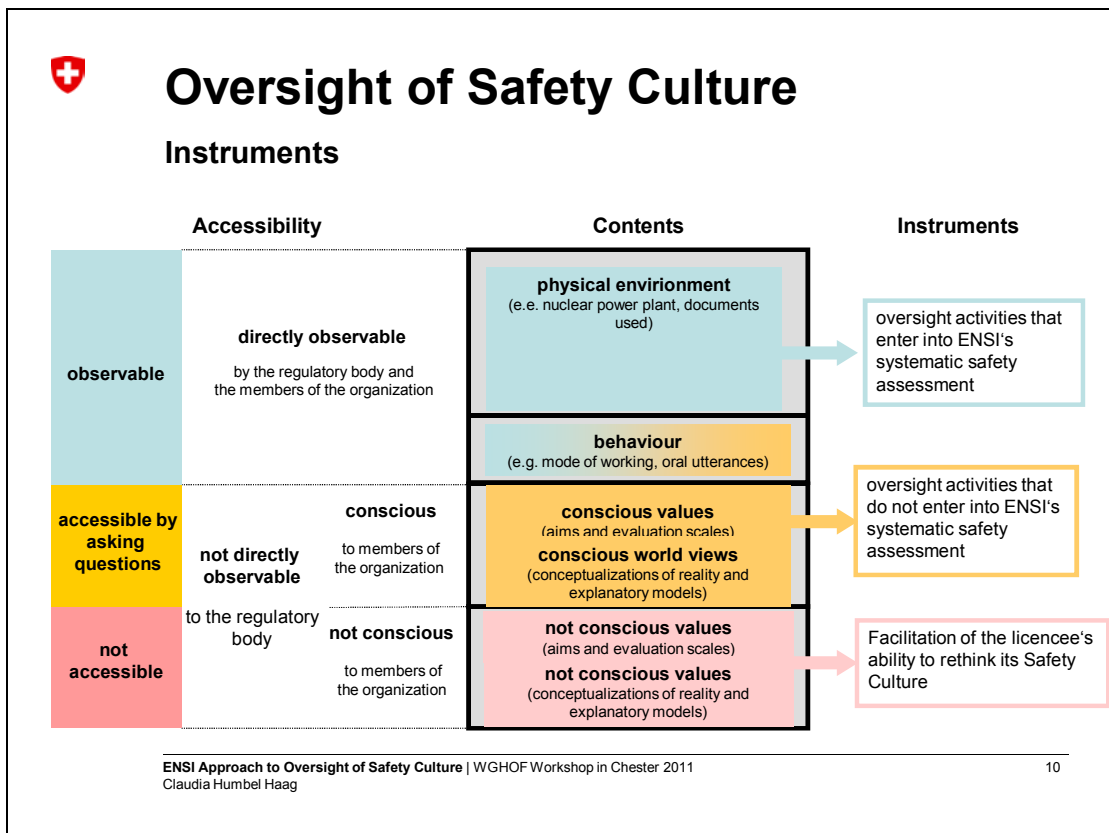 Oversight of Safety Culture
Instruments
Accessibility
Contents
Instruments
observable
directly observable
by the regulatory body and
the members of the organization
physical envirionment
(e.e. nuclear power plant, documents
used)
oversight activities that
enter into ENSI‘s
systematic safety
assessment
behaviour
(e.g. mode of working, oral utterances)
accessible by
asking
questions
not directly
observable
to the regulatory
body
conscious
to members of
the organization
conscious values
(aims and evaluation scales)
conscious world views
(conceptualizations of reality and
explanatory models)
oversight activities that
do not enter into ENSI‘s
systematic safety
assessment
not
accessible
not conscious
to members of
the organization
not conscious values
(aims and evaluation scales)
not conscious values
(conceptualizations of reality and
explanatory models)
Facilitation of the licencee‘s
ability to rethink its Safety
Culture
ENSI Approach to Oversight of Safety Culture | WGHOF Workshop in Chester 2011
Claudia Humbel Haag
10